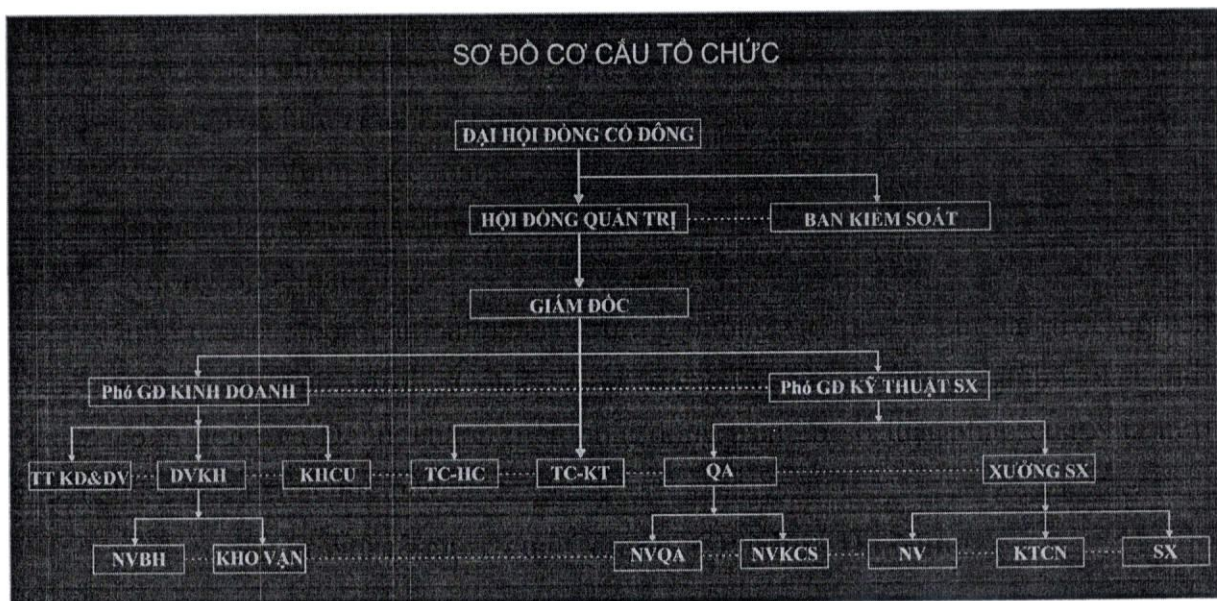 SƠ ĐỒ CƠ CẤU TỔ CHỨC
ĐẠI HỘI ĐỒNG CỔ ĐÔNG
HỘI ĐỒNG QUẢN TRỊ
BAN KIỂM SOÁT
GIÁM ĐỐC
Phó GĐ KINH DOANH
Phó GĐ KỸ THUẬT SX
TT KD&DV
DVKH
KHCU
TC-HC
TC-KT
QA
XƯỞNG SX
NVBH
KHO VẬN
NVQA
NVKCS
NV
KTCN
SX